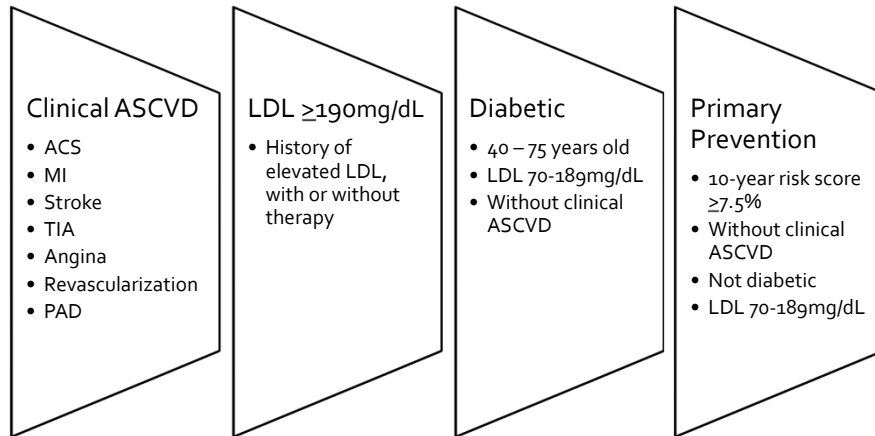 Clinical ASCVD
• ACS
• MI
• Stroke
• TIA
• Angina
• Revascularization
• PAD
LDL ≥190mg/dL
• History of
elevated LDL,
with or without
therapy
Diabetic
• 40 – 75 years old
• LDL 70-189mg/dL
• Without clinical
ASCVD
Primary
Prevention
• 10-year risk score
≥7.5%
• Without clinical
ASCVD
• Not diabetic
• LDL 70-189mg/dL